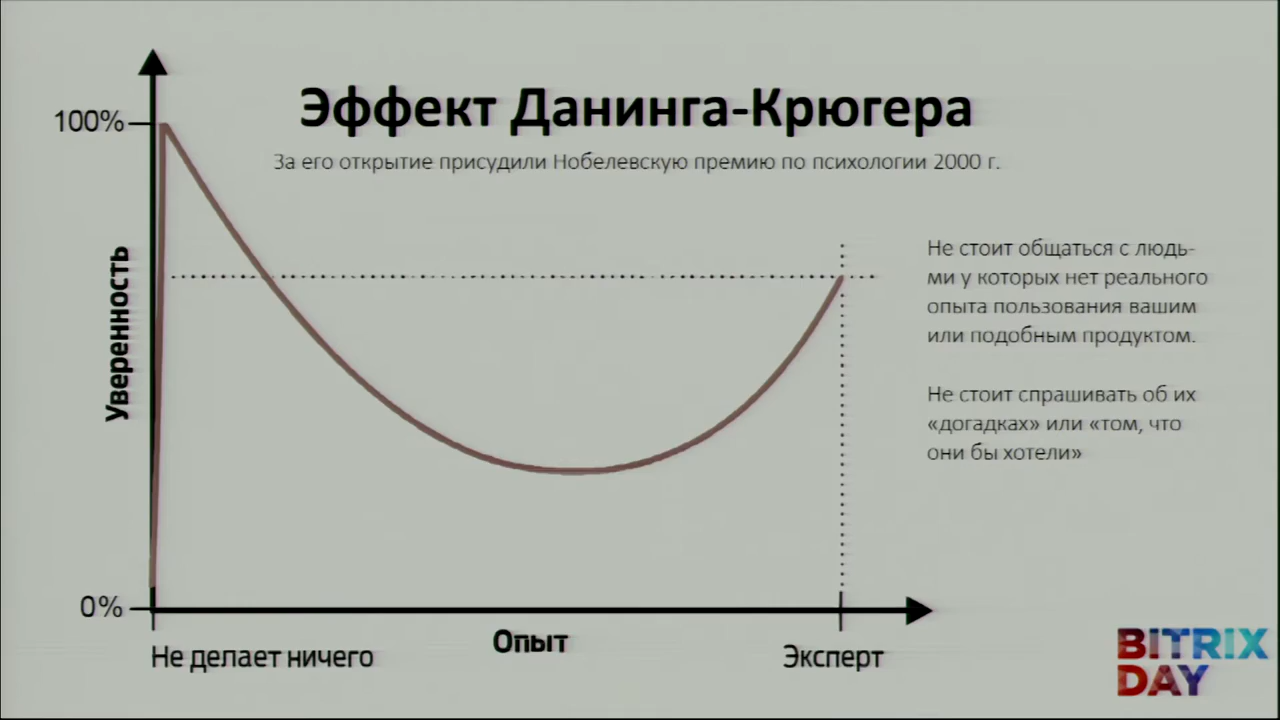 Эффект Данинга-Крюгера
За его открытие присудили Нобелевскую премию по психологии 2000 г.
100%
Уверенность
0%
Не делает ничего
Опыт
Эксперт
Не стоит общаться с людь-
ми у которых нет реального
опыта пользования вашим
или подобным продуктом.
Не стоит спрашивать об их
«догадках» или «том, что
они бы хотели»
BITRIX
DAY